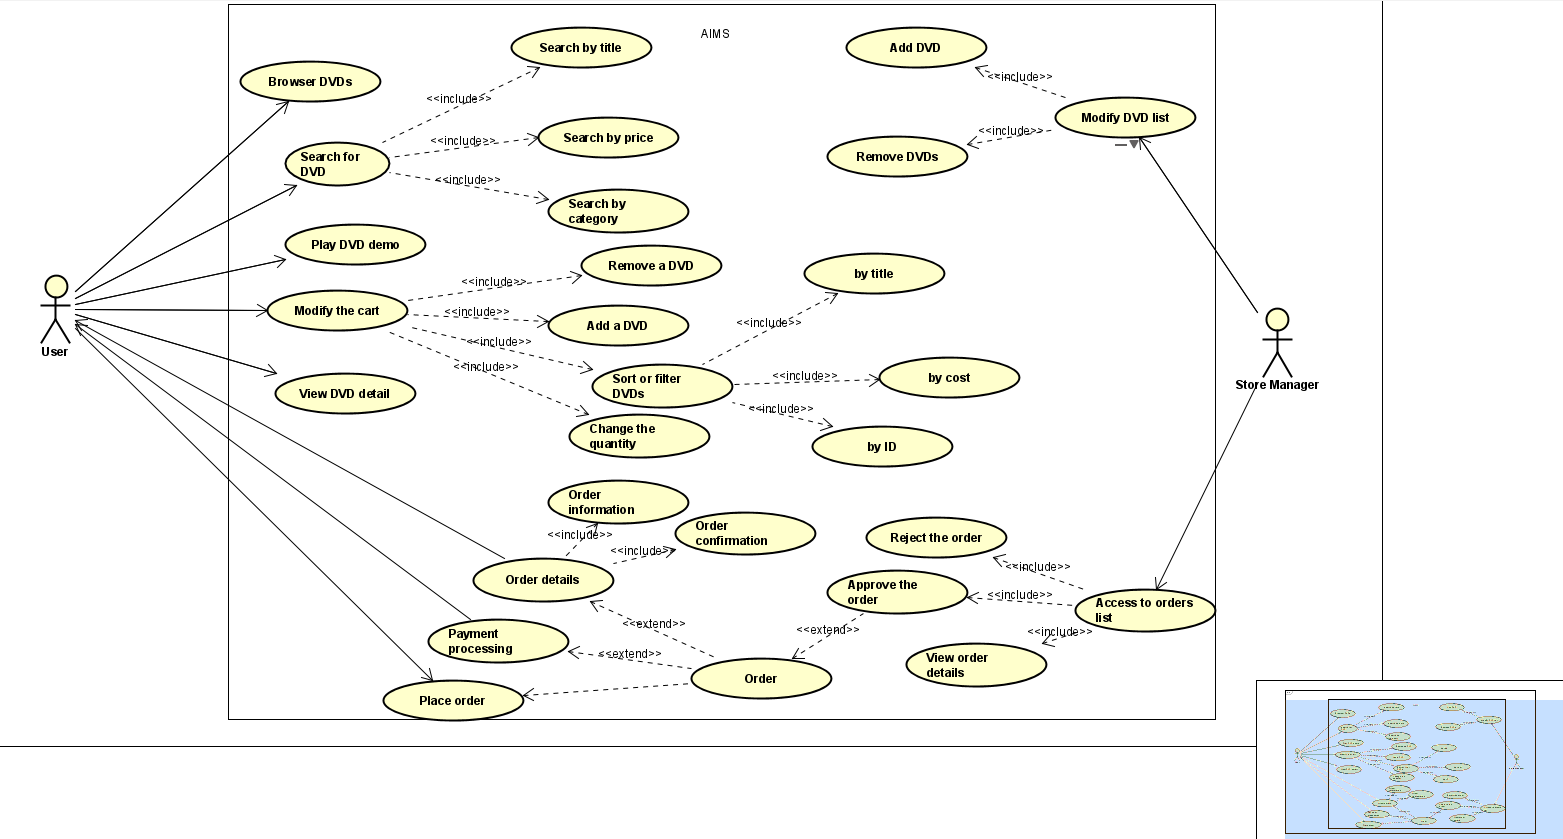 AIMS
Search by title
Add DVD
Browser DVDs
<<include>>
<<include>>
Modify DVD list
Search by price
<<include>>
<<include>>
Search for
DVD
Remove DVDs
<<include>>
Search by
category
Play DVD demo
Remove a DVD
by title
<<include>>
Modify the cart
<<include>>
Add a DVD
<<include>>
<<include>>
User
<<include>>
Sort or filter
DVDs
<<include>>
by cost
Store Manager
View DVD detail
<<include>>
Change the
quantity
by ID
Order
information
Order
confirmation
<<include>>
<<include>>
Reject the order
<<include>>
Order details
Approve the
order
<<include>>
Access to orders
list
<<extend>>
<<extend>>
<<include>>
Payment
processing
<<extend>>
View order
details
Order
Place order